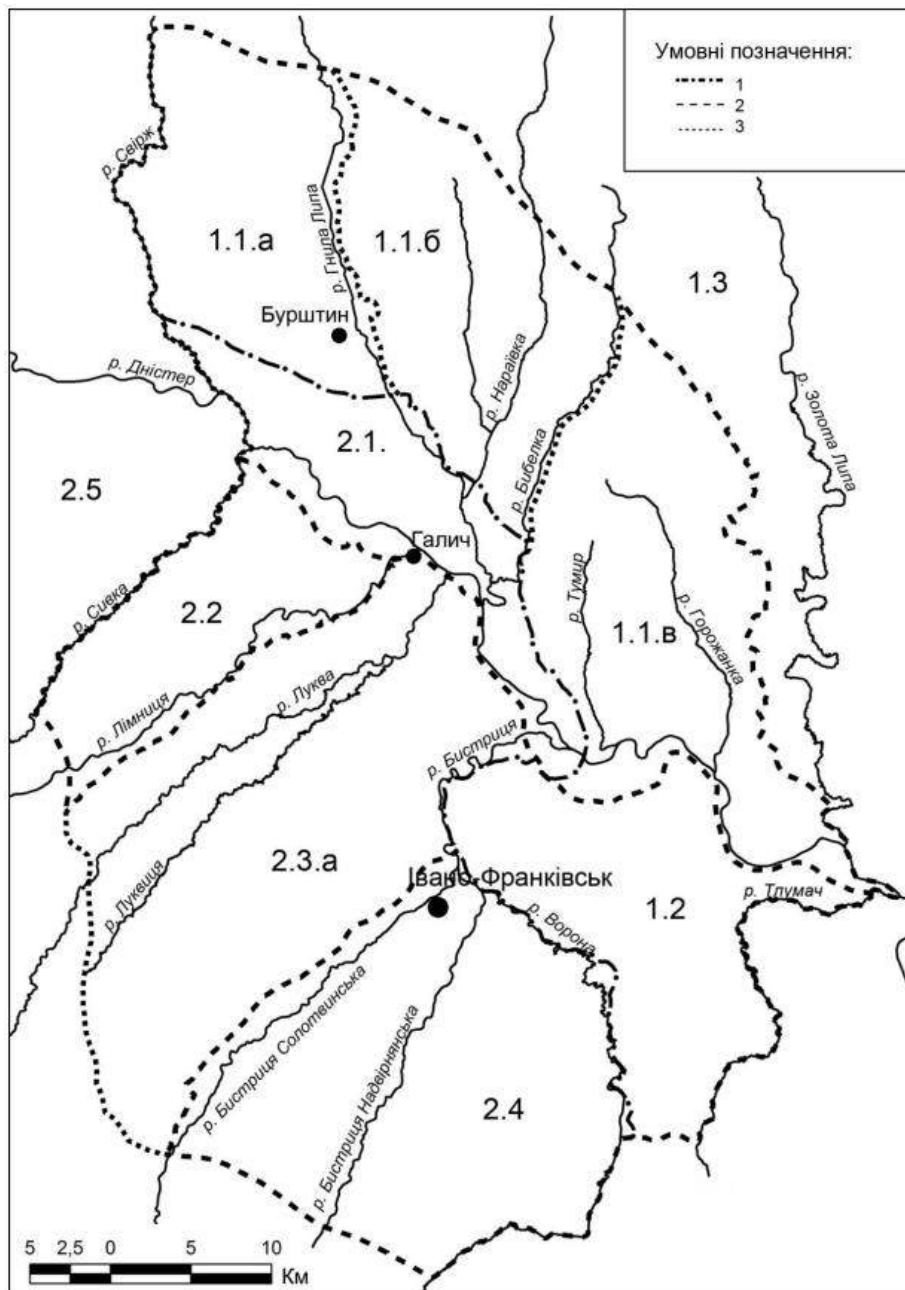 Умовні позначення:
1
2
3
р. Свірж
1.1.а
р. Гнила Липа
1.1.б
1.3
Бурштин
р. Дністер
р. Нараївка
р. Золота Липа
2.1.
р. Бибелка
2.5
Галич
р. Сивка
2.2
р. Тумир
р. Горожанка
1.1.в
р. Луква
р. Лімниця
р. Бистриця
р. Луквиця
2.3.а
Івано-Франківськ
р. Ворона
1.2
р. Тлумач
р. Бистриця Солотвинська
р. Бистриця Надвірнянська
2.4
5 2,5 0 5 10
Км